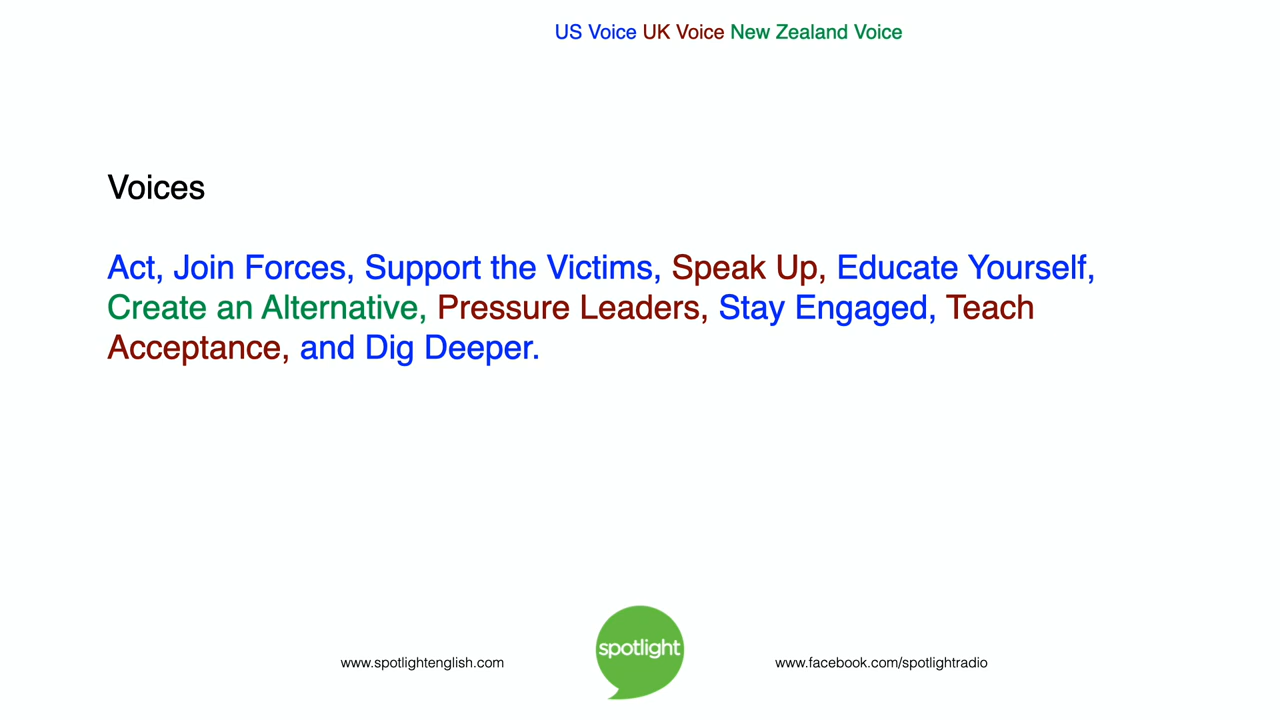 US Voice UK Voice New Zealand Voice
Voices
Act, Join Forces, Support the Victims, Speak Up, Educate Yourself,
Create an Alternative, Pressure Leaders, Stay Engaged, Teach
Acceptance, and Dig Deeper.
www.spotlightenglish.com
spotlight
www.facebook.com/spotlightradio